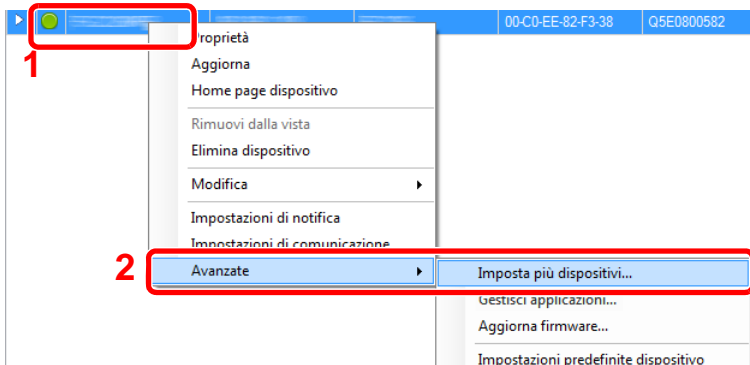 00-C0-EE-82-F3-38 Q5E0800582
1
Proprietà
Aggiorna
Home page dispositivo
Rimuovi dalla vista
Elimina dispositivo
Modifica
Impostazioni di notifica
Impostazioni di comunicazione
2 Avanzate Imposta più dispositivi...
Gestisci applicazioni...
Aggiorna firmware...
Impostazioni predefinite dispositivo